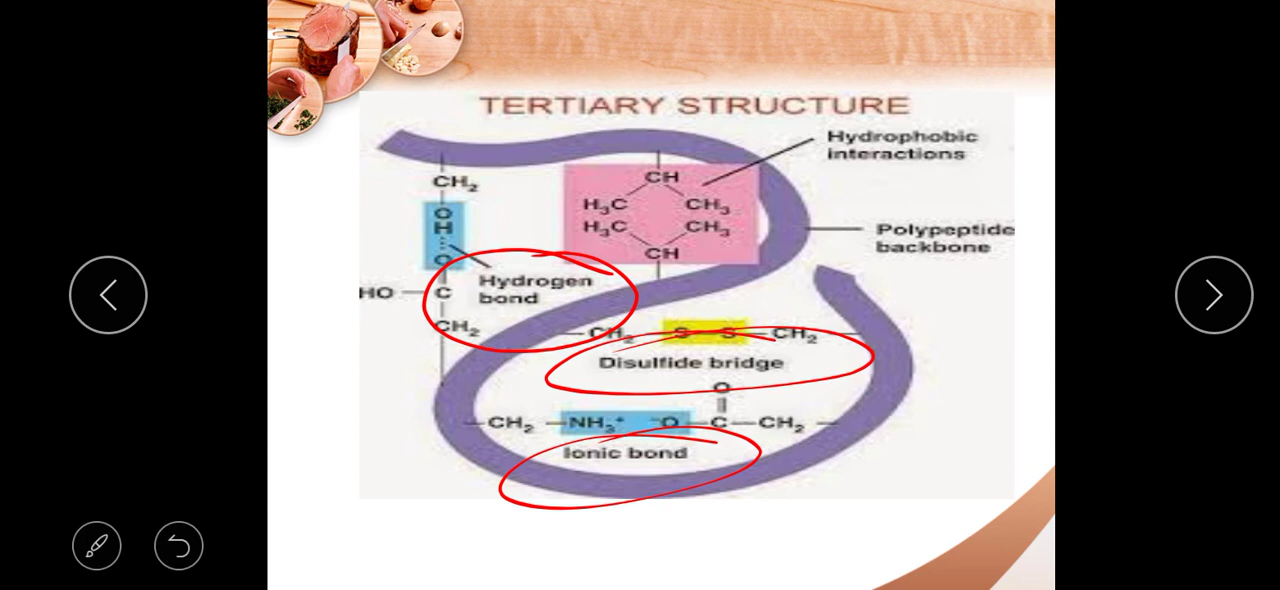 TERTIARY STRUCTURE
Hydrophobic
interactions
CH₂
CH
O
H₃C CH₃
H
H₃C CH₃
Polypeptide
backbone
O
CH
Hydrogen
bond
HO — C
CH₂
— CH₂ — S — S — CH₂ —
Disulfide bridge
O
— CH₂ — NH₃⁺ ⁻O — C — CH₂ —
Ionic bond